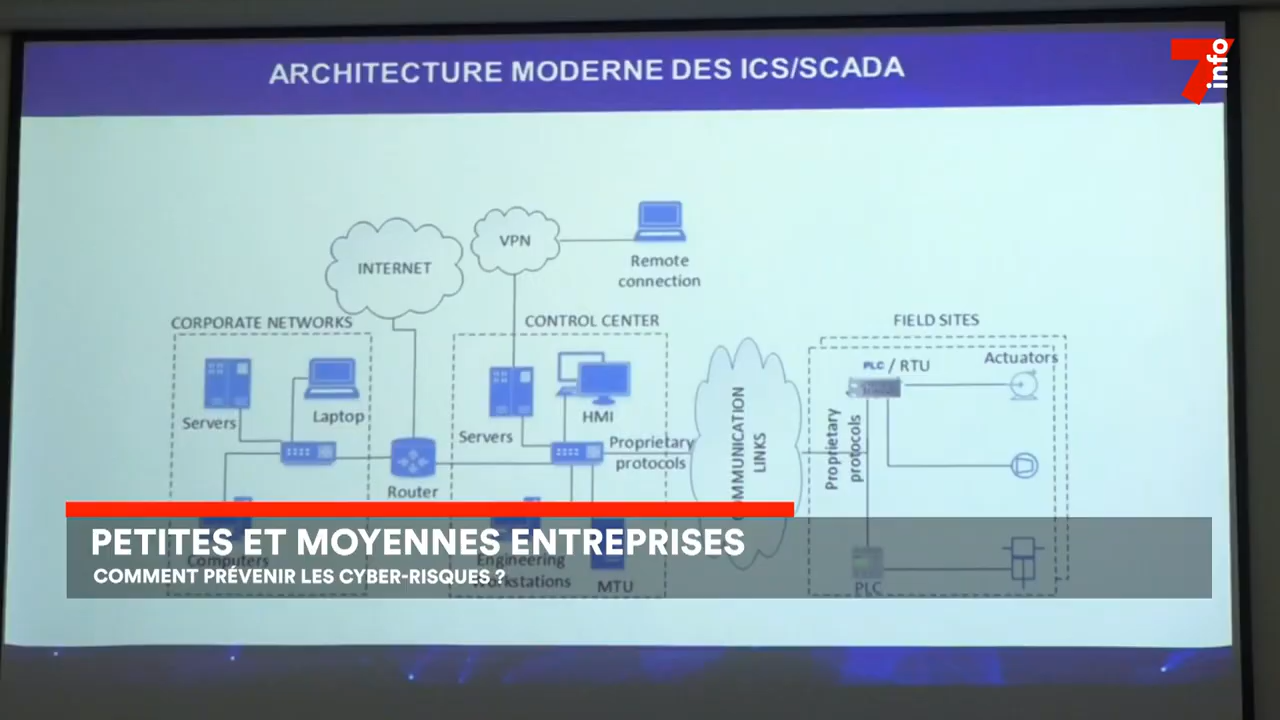 ARCHITECTURE MODERNE DES ICS/SCADA
7 info
VPN
INTERNET
Remote
connection
CORPORATE NETWORKS
CONTROL CENTER
FIELD SITES
Actuators
PLC / RTU
Laptop
Servers
HMI
Servers
Proprietary
protocols
COMMUNICATION
LINKS
Proprietary
protocols
Router
PETITES ET MOYENNES ENTREPRISES
COMMENT PRÉVENIR LES CYBER-RISQUES ?
Computers
Engineering
Workstations
MTU
PLC